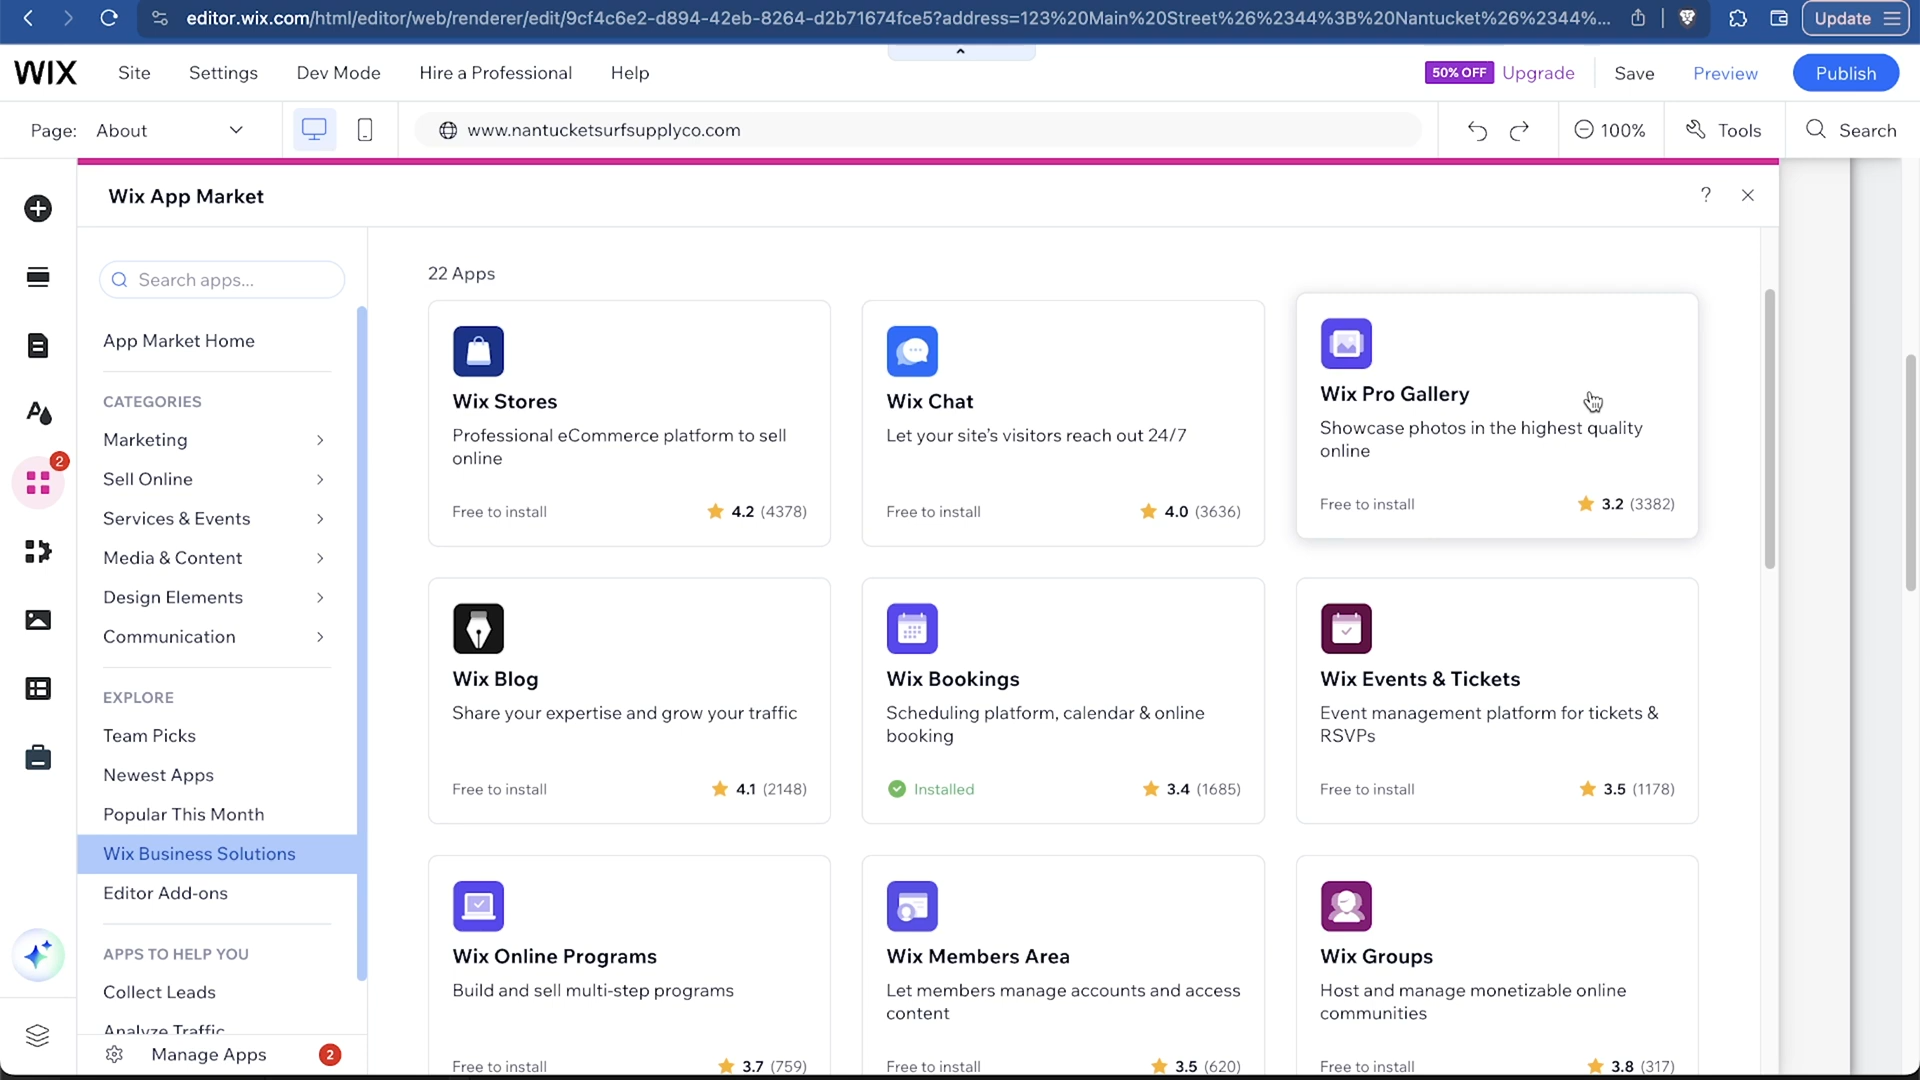 editor.wix.com/html/editor/web/renderer/edit/9cf4c6e2-d894-42eb-8264-d2b71674fce5?address=123%20Main%20Street%26%2344%3B%20Nantucket%26%2344%...
Update
WIX
Site
Settings
Dev Mode
Hire a Professional
Help
50% OFF
Upgrade
Save
Preview
Publish
Page: About
www.nantucketsurfsupplyco.com
100%
Tools
Search
Wix App Market
?
Search apps...
App Market Home
CATEGORIES
Marketing
Sell Online
Services & Events
Media & Content
Design Elements
Communication
EXPLORE
Team Picks
Newest Apps
Popular This Month
Wix Business Solutions
Editor Add-ons
APPS TO HELP YOU
Collect Leads
Analyze Traffic
Manage Apps
2
2
22 Apps
Wix Stores
Professional eCommerce platform to sell
online
Free to install
4.2 (4378)
Wix Chat
Let your site's visitors reach out 24/7
Free to install
4.0 (3636)
Wix Pro Gallery
Showcase photos in the highest quality
online
Free to install
3.2 (3382)
Wix Blog
Share your expertise and grow your traffic
Free to install
4.1 (2148)
Wix Bookings
Scheduling platform, calendar & online
booking
Installed
3.4 (1685)
Wix Events & Tickets
Event management platform for tickets &
RSVPs
Free to install
3.5 (1178)
Wix Online Programs
Build and sell multi-step programs
Free to install
3.7 (759)
Wix Members Area
Let members manage accounts and access
content
Free to install
3.5 (620)
Wix Groups
Host and manage monetizable online
communities
Free to install
3.8 (317)